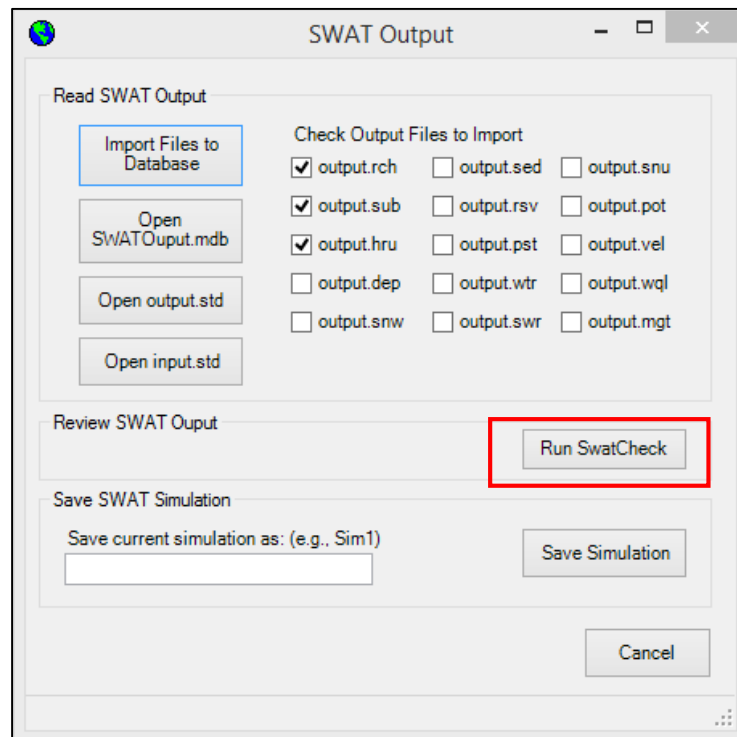 SWAT Output
Read SWAT Output
Import Files to
Database
Open
SWATOuput.mdb
Open output.std
Open input.std
Check Output Files to Import
output.rch output.sed output.snu
output.sub output.rsv output.pot
output.hru output.pst output.vel
output.dep output.wtr output.wql
output.snw output.swr output.mgt
Review SWAT Ouput
Run SwatCheck
Save SWAT Simulation
Save current simulation as: (e.g., Sim1)
Save Simulation
Cancel